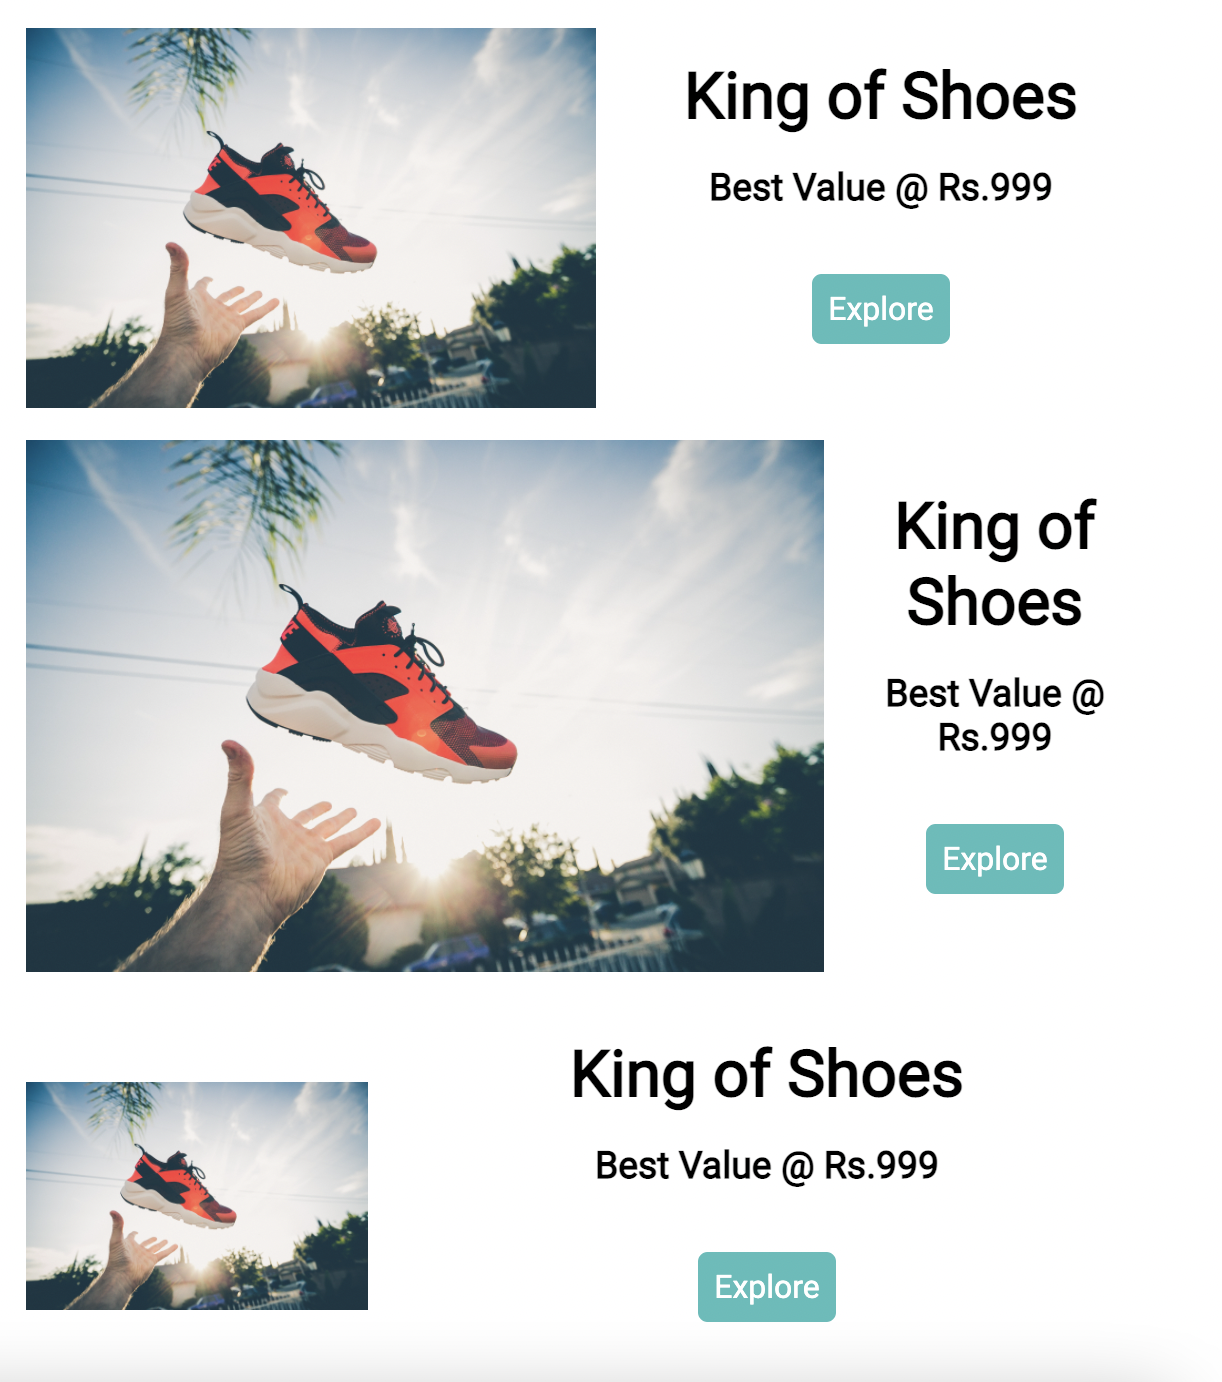 King of Shoes
Best Value @ Rs.999
Explore
King of
Shoes
Best Value @
Rs.999
Explore
King of Shoes
Best Value @ Rs.999
Explore